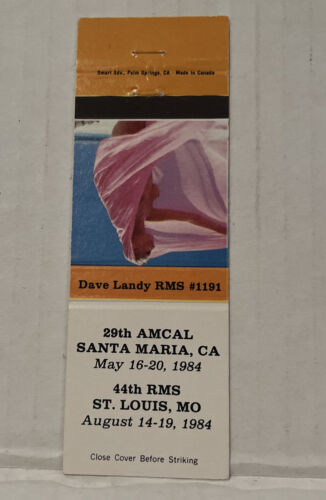 Smart Adv., Palm Springs, CA  Made in Canada
Dave Landy RMS #1191
29th AMCAL
SANTA MARIA, CA
May 16-20, 1984
44th RMS
ST. LOUIS, MO
August 14-19, 1984
Close Cover Before Striking